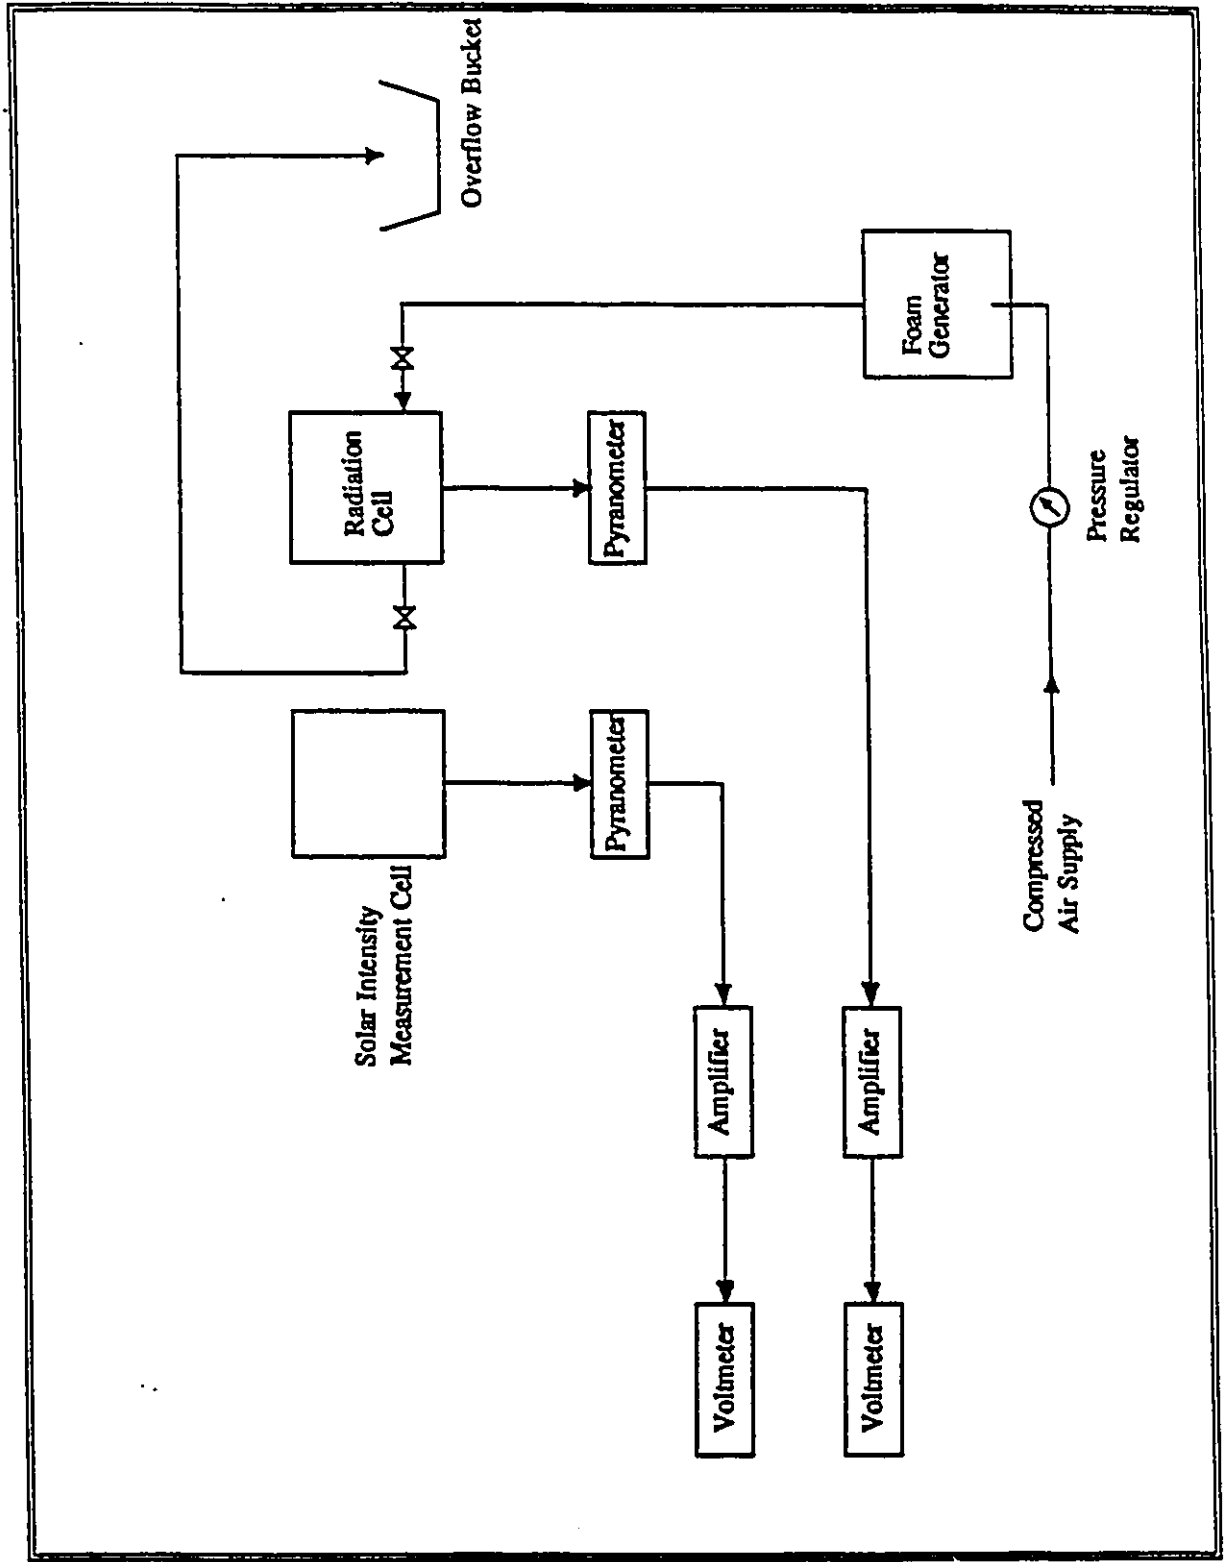 Overflow Bucket
Radiation
Cell
Foam
Generator
Pyranometer
Pyranometer
Solar Intensity
Measurement Cell
Pressure
Regulator
Compressed
Air Supply
Amplifier
Amplifier
Voltmeter
Voltmeter